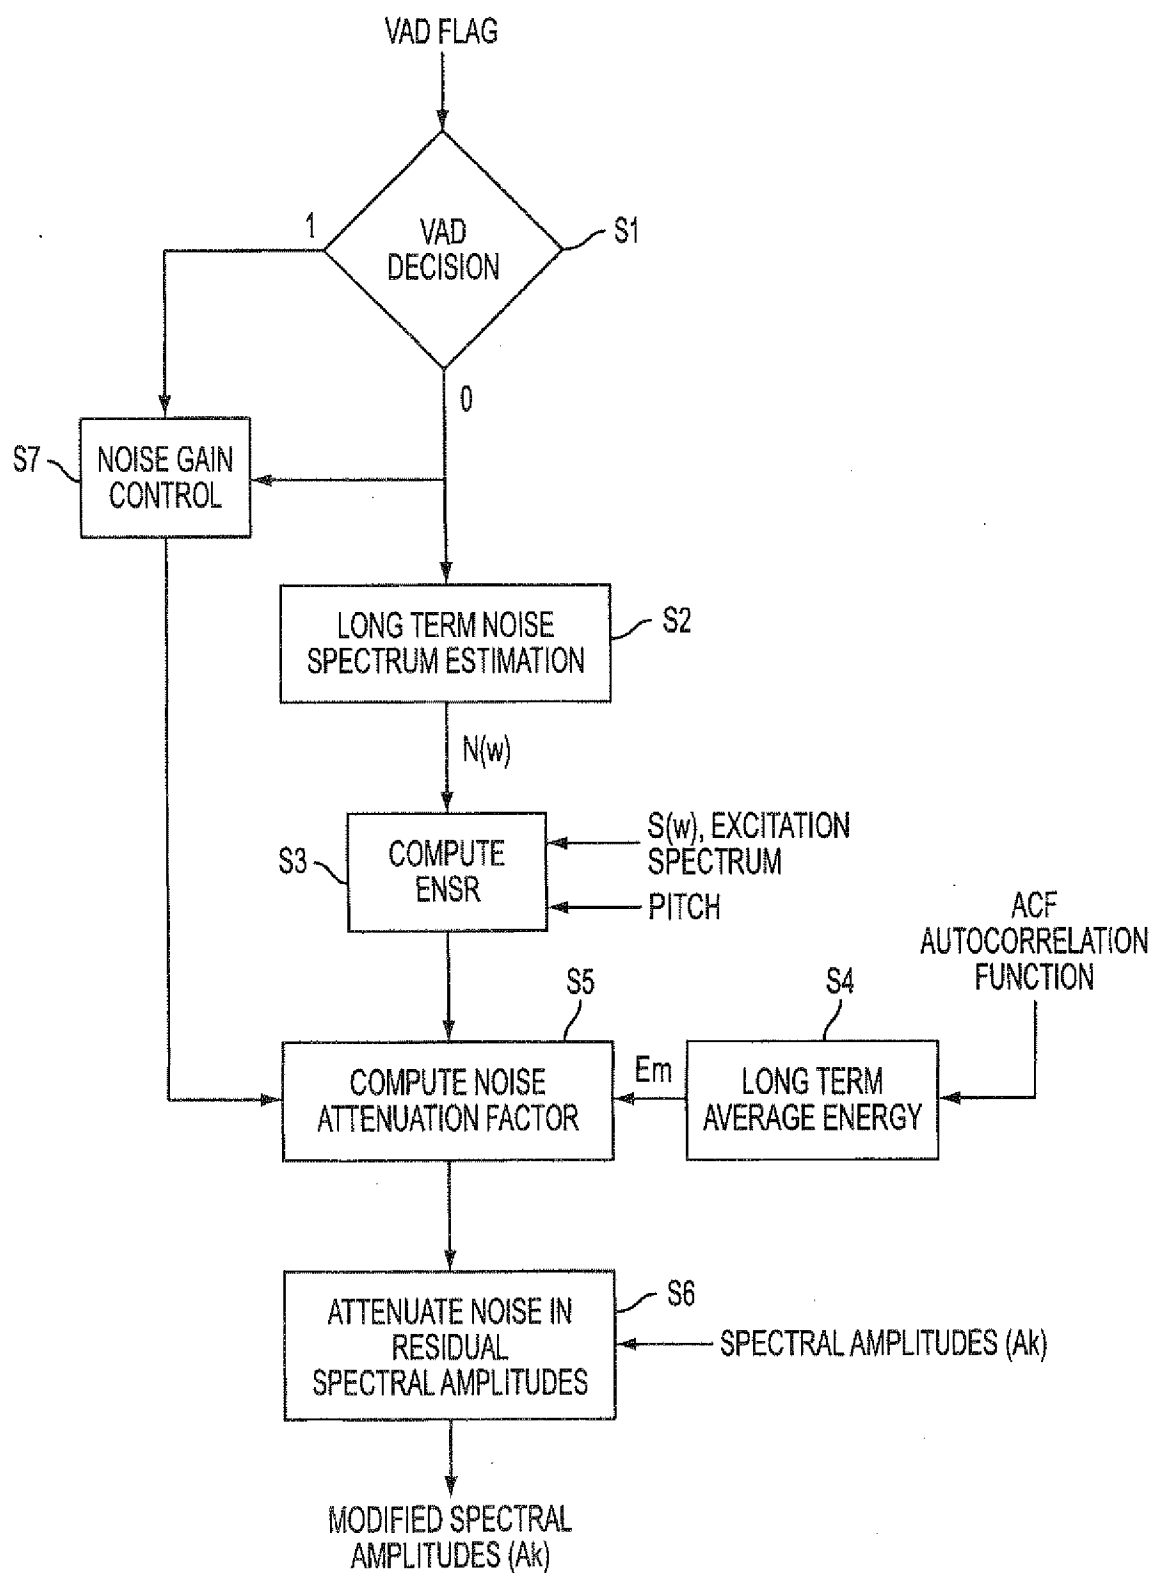 VAD FLAG
1
VAD
DECISION
S1
0
S7
NOISE GAIN
CONTROL
LONG TERM NOISE
SPECTRUM ESTIMATION
S2
N(w)
S3
COMPUTE
ENSR
S(w), EXCITATION
SPECTRUM
PITCH
ACF
AUTOCORRELATION
FUNCTION
S5
S4
COMPUTE NOISE
ATTENUATION FACTOR
Em
LONG TERM
AVERAGE ENERGY
ATTENUATE NOISE IN
RESIDUAL
SPECTRAL AMPLITUDES
S6
SPECTRAL AMPLITUDES (Ak)
MODIFIED SPECTRAL
AMPLITUDES (Ak)